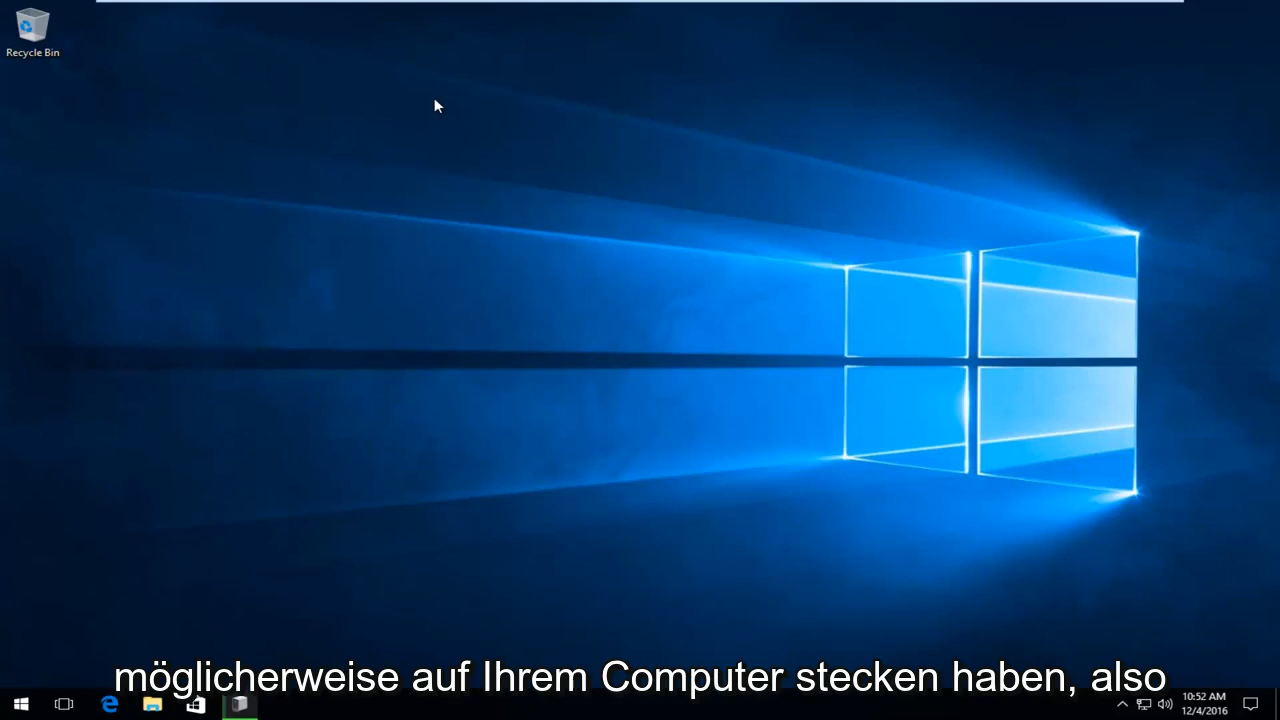 Recycle Bin
möglicherweise auf Ihrem Computer stecken haben, also
10:52 AM
12/4/2016